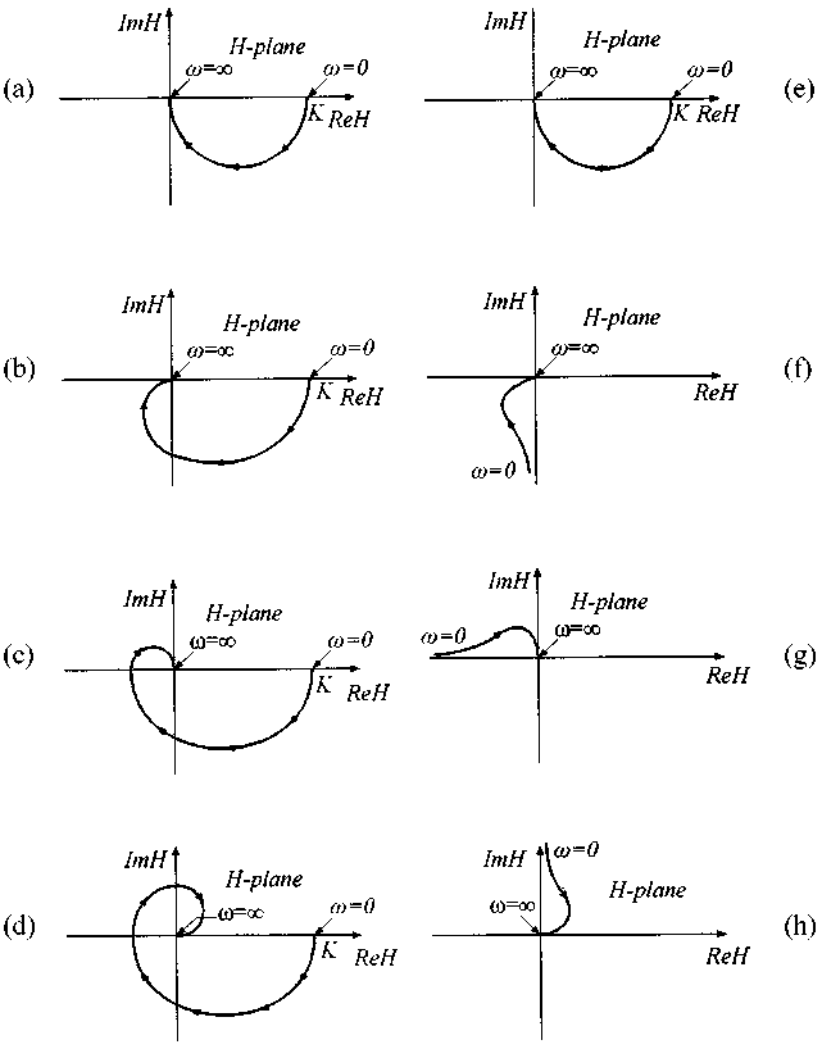 ImH
H-plane
ω=∞
ω=0
(a)
K ReH
ImH
H-plane
ω=∞
ω=0
K ReH
(e)
ImH
H-plane
ω=∞
ω=0
(b)
K ReH
ImH
H-plane
ω=∞
(f)
ReH
ω=0
ImH
H-plane
ω=∞
ω=0
(c)
K ReH
ImH
H-plane
ω=0
ω=∞
(g)
ReH
ImH
H-plane
ω=∞
ω=0
(d)
K ReH
ImH
ω=0
H-plane
ω=∞
(h)
ReH